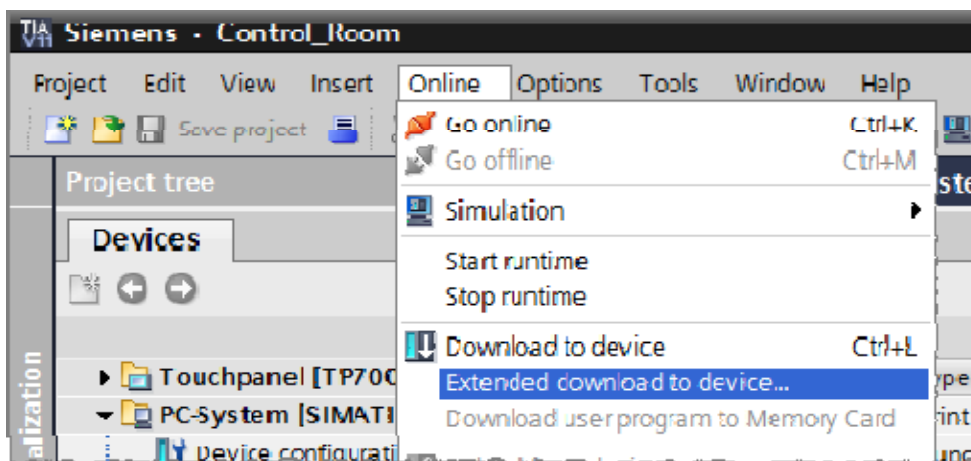 TIA V11 Siemens - Control_Room
Project Edit View Insert Online Options Tools Window Help
Save project
Go online Ctrl+K
Go offline Ctrl+M
Project tree
Simulation
Devices
Start runtime
Stop runtime
Download to device Ctrl+L
Touchpanel [TP700
Extended download to device...
PC-System [SIMATI
Download user program to Memory Card
Device configurati